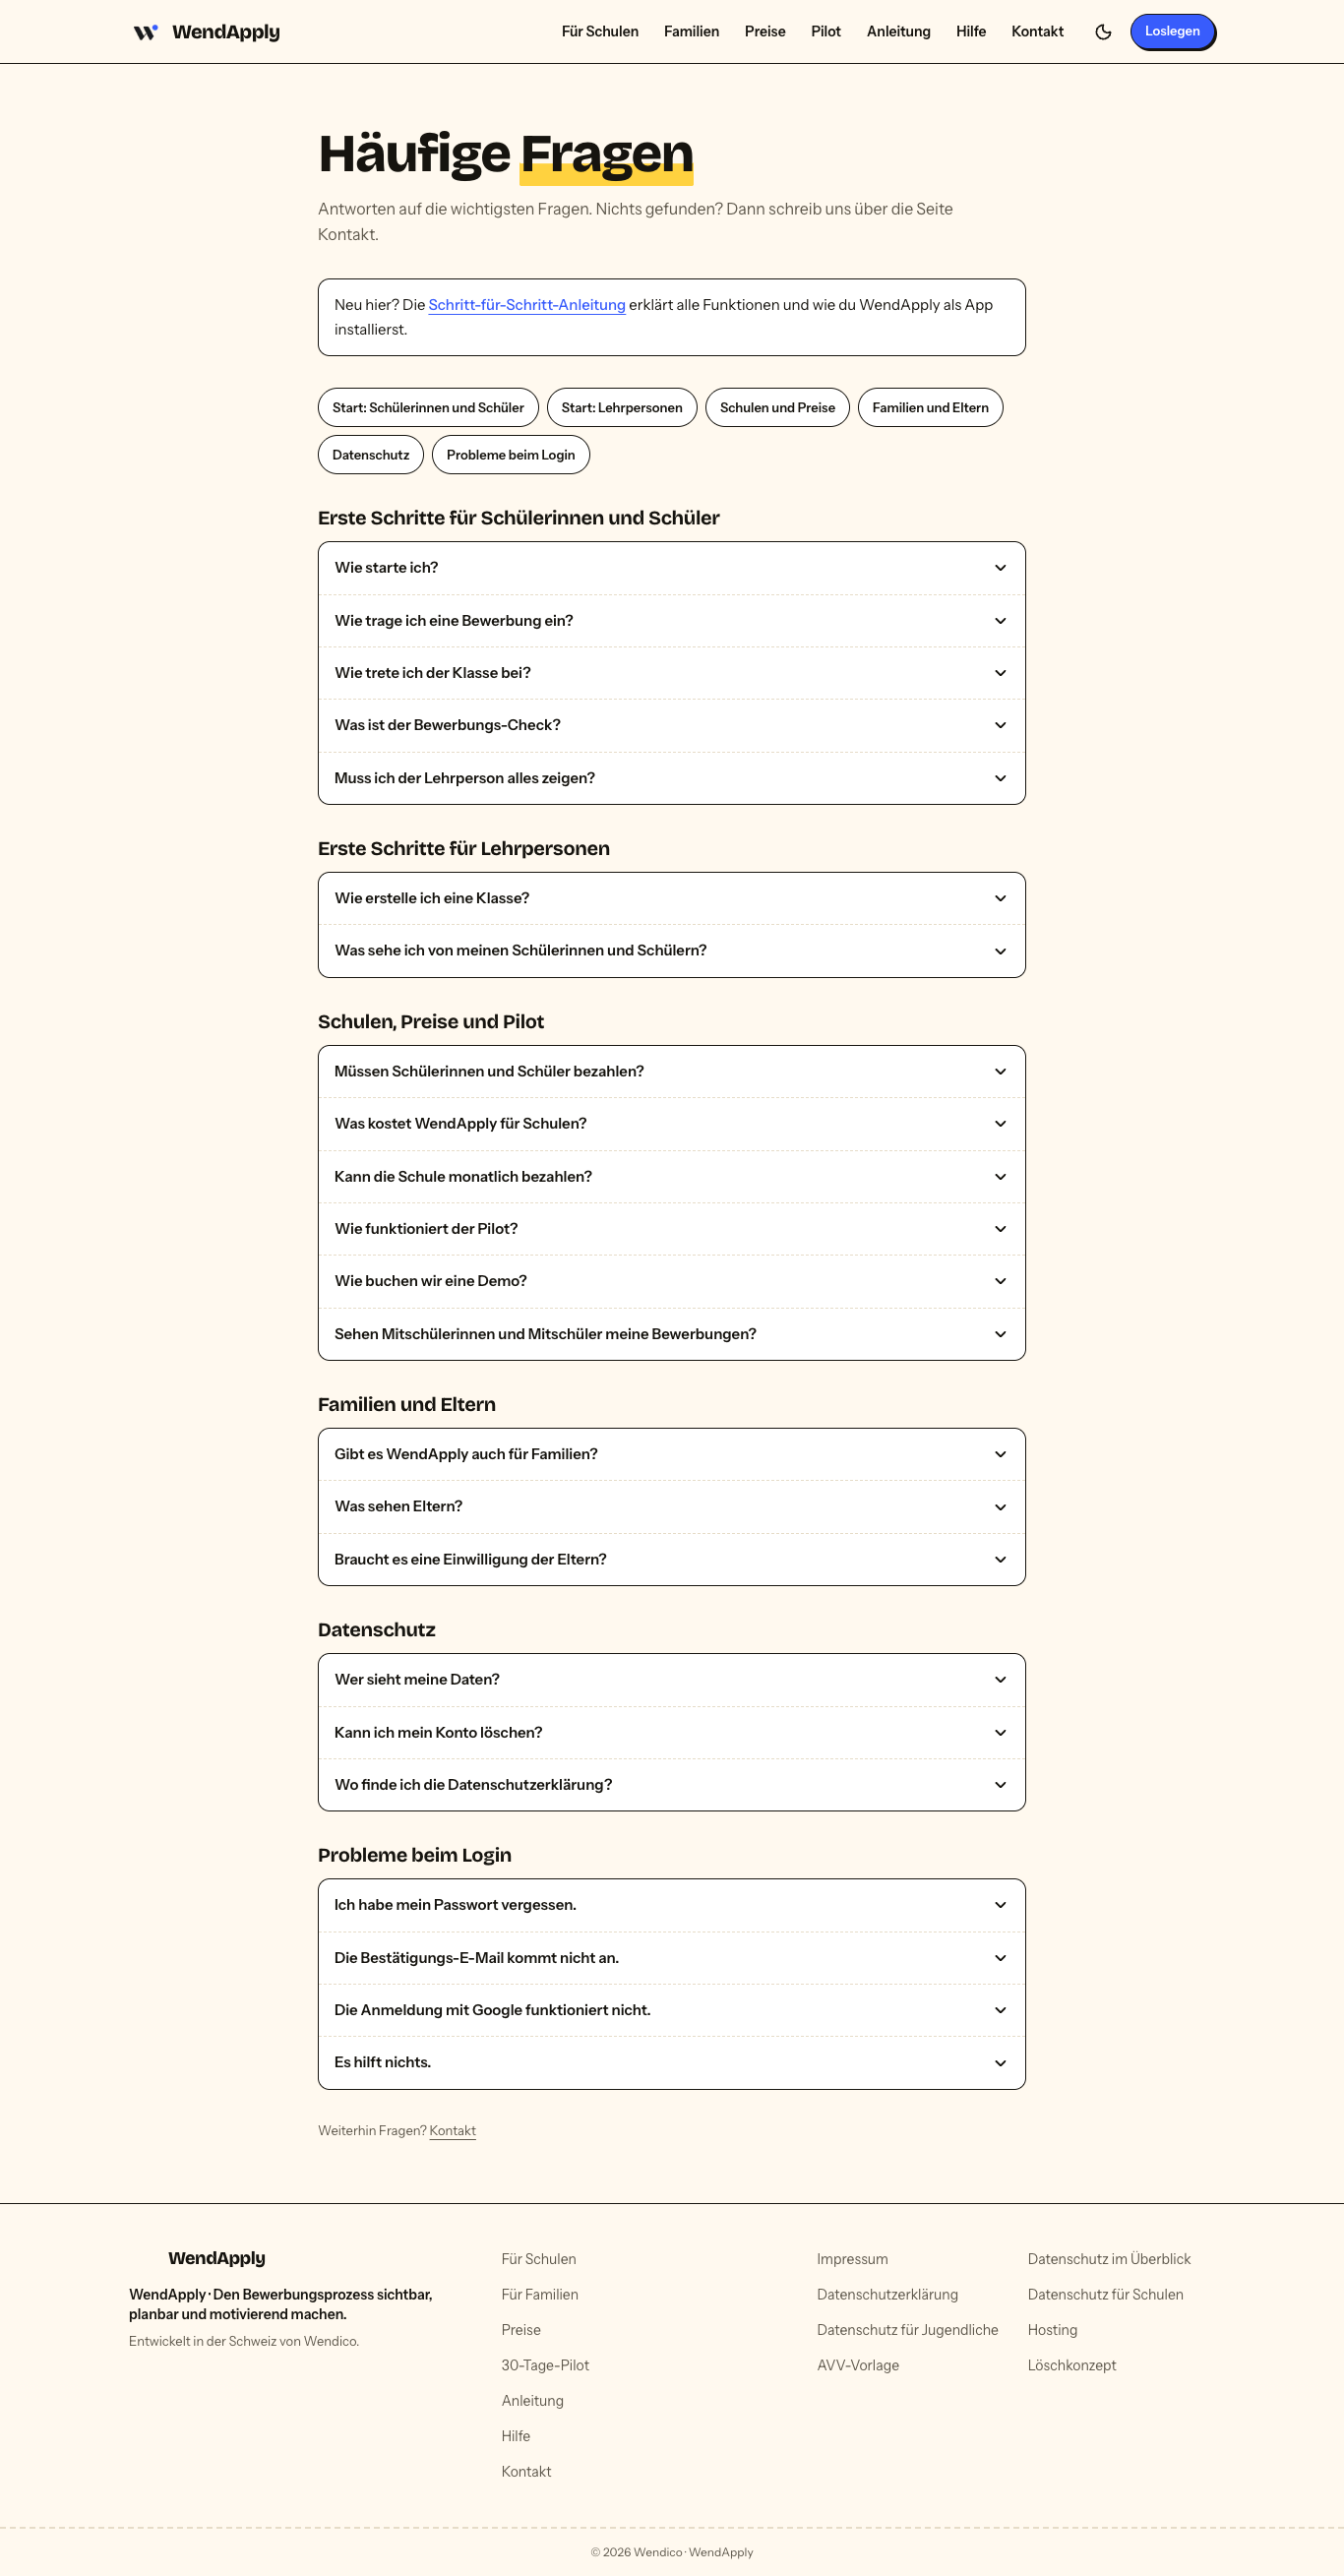 WendApply
Für Schulen
Familien
Preise
Pilot
Anleitung
Hilfe
Kontakt
Loslegen
Häufige Fragen
Antworten auf die wichtigsten Fragen. Nichts gefunden? Dann schreib uns über die Seite
Kontakt.
Neu hier? Die Schritt-für-Schritt-Anleitung erklärt alle Funktionen und wie du WendApply als App
installierst.
Start: Schülerinnen und Schüler
Start: Lehrpersonen
Schulen und Preise
Familien und Eltern
Datenschutz
Probleme beim Login
Erste Schritte für Schülerinnen und Schüler
Wie starte ich?
Wie trage ich eine Bewerbung ein?
Wie trete ich der Klasse bei?
Was ist der Bewerbungs-Check?
Muss ich der Lehrperson alles zeigen?
Erste Schritte für Lehrpersonen
Wie erstelle ich eine Klasse?
Was sehe ich von meinen Schülerinnen und Schülern?
Schulen, Preise und Pilot
Müssen Schülerinnen und Schüler bezahlen?
Was kostet WendApply für Schulen?
Kann die Schule monatlich bezahlen?
Wie funktioniert der Pilot?
Wie buchen wir eine Demo?
Sehen Mitschülerinnen und Mitschüler meine Bewerbungen?
Familien und Eltern
Gibt es WendApply auch für Familien?
Was sehen Eltern?
Braucht es eine Einwilligung der Eltern?
Datenschutz
Wer sieht meine Daten?
Kann ich mein Konto löschen?
Wo finde ich die Datenschutzerklärung?
Probleme beim Login
Ich habe mein Passwort vergessen.
Die Bestätigungs-E-Mail kommt nicht an.
Die Anmeldung mit Google funktioniert nicht.
Es hilft nichts.
Weiterhin Fragen? Kontakt
WendApply
WendApply · Den Bewerbungsprozess sichtbar,
planbar und motivierend machen.
Entwickelt in der Schweiz von Wendico.
Für Schulen
Für Familien
Preise
30-Tage-Pilot
Anleitung
Hilfe
Kontakt
Impressum
Datenschutzerklärung
Datenschutz für Jugendliche
AVV-Vorlage
Datenschutz im Überblick
Datenschutz für Schulen
Hosting
Löschkonzept
© 2026 Wendico · WendApply